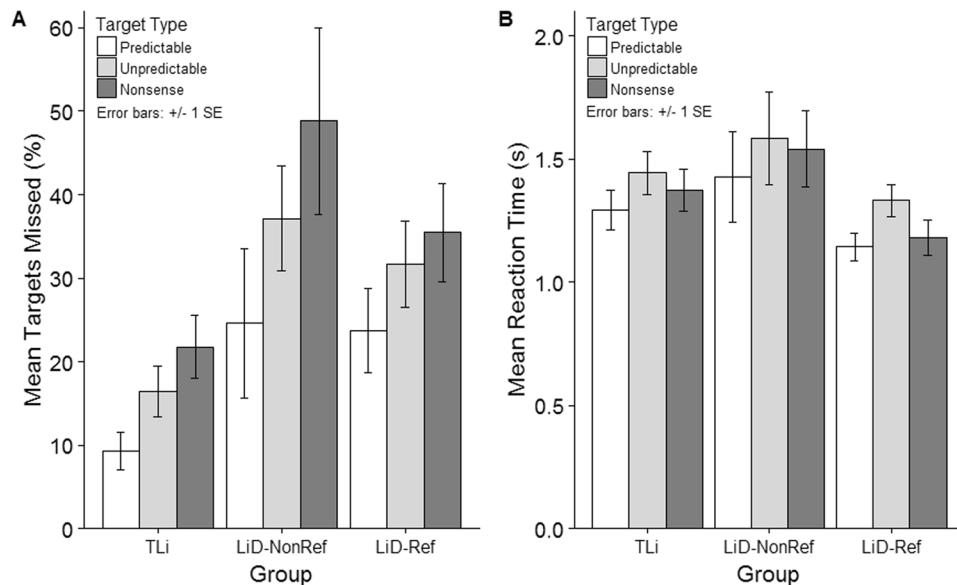 A
Target Type
Predictable
Unpredictable
Nonsense
Error bars: +/- 1 SE
Mean Targets Missed (%)
60
50
40
30
20
10
0
TLi
LiD-NonRef
LiD-Ref
Group
B
Target Type
Predictable
Unpredictable
Nonsense
Error bars: +/- 1 SE
Mean Reaction Time (s)
2.0
1.5
1.0
0.5
0.0
TLi
LiD-NonRef
LiD-Ref
Group